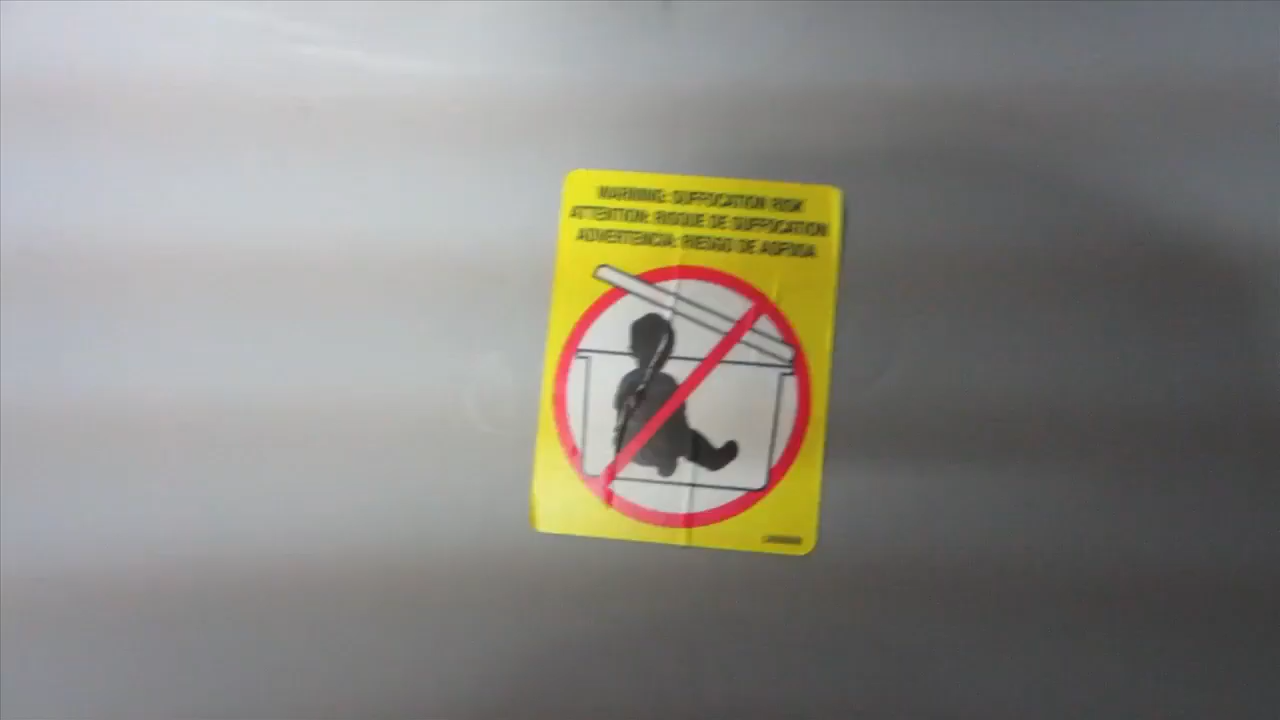 WARNING: SUFFOCATION RISK
ATTENTION: RISQUE DE SUFFOCATION
ADVERTENCIA: RIESGO DE ASFIXIA